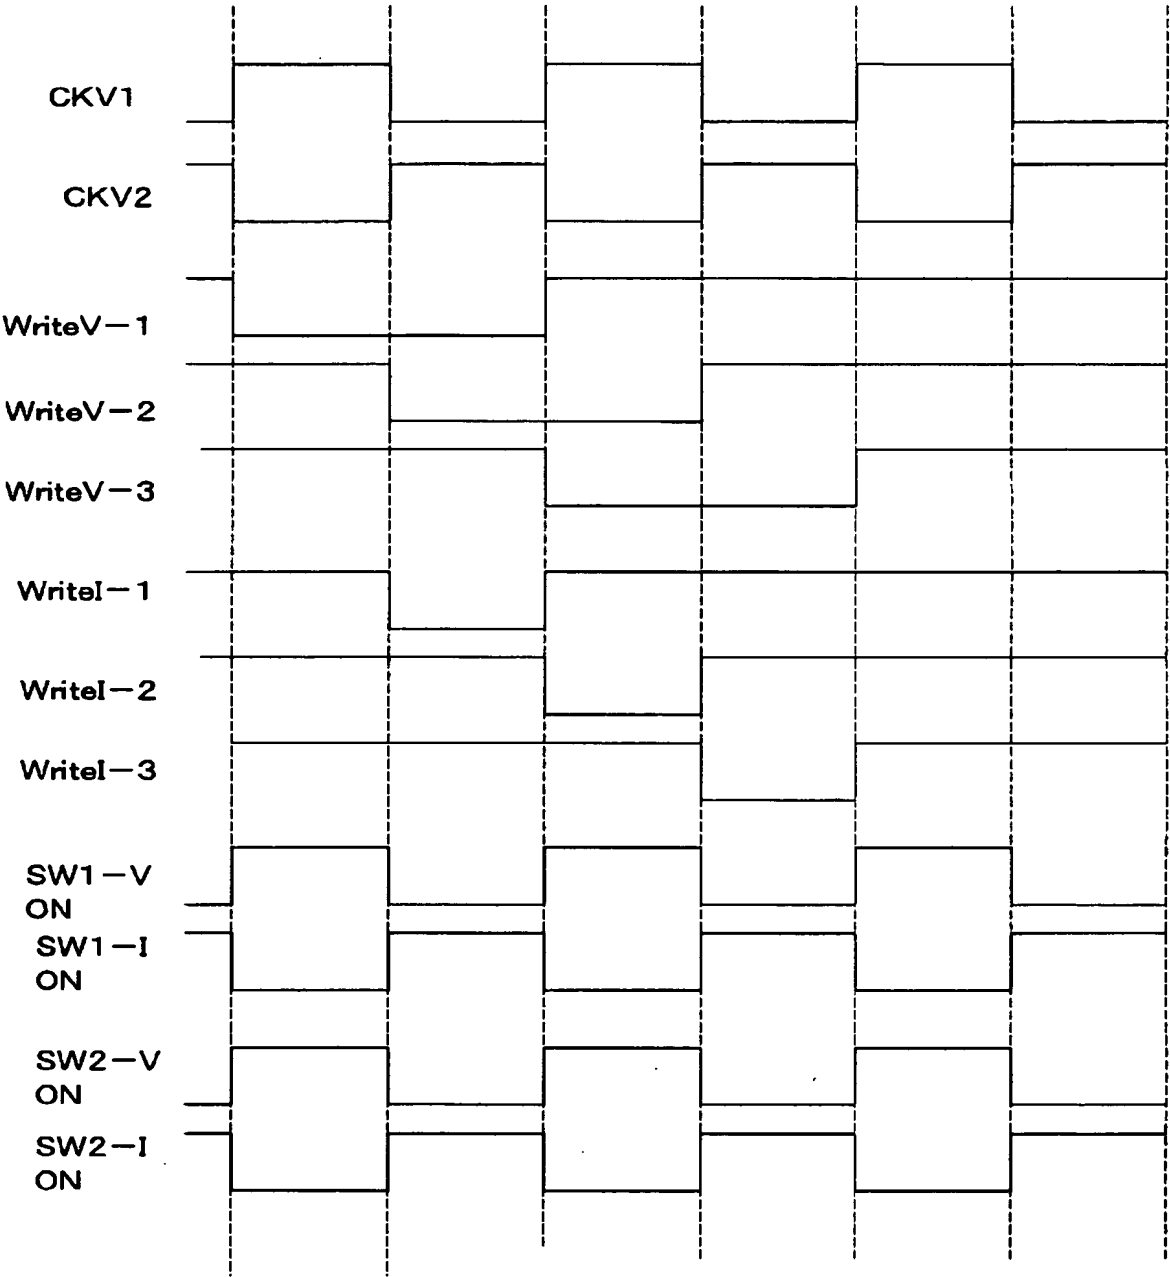 CKV1
CKV2
WriteV-1
WriteV-2
WriteV-3
WriteI-1
WriteI-2
WriteI-3
SW1-V
ON
SW1-I
ON
SW2-V
ON
SW2-I
ON